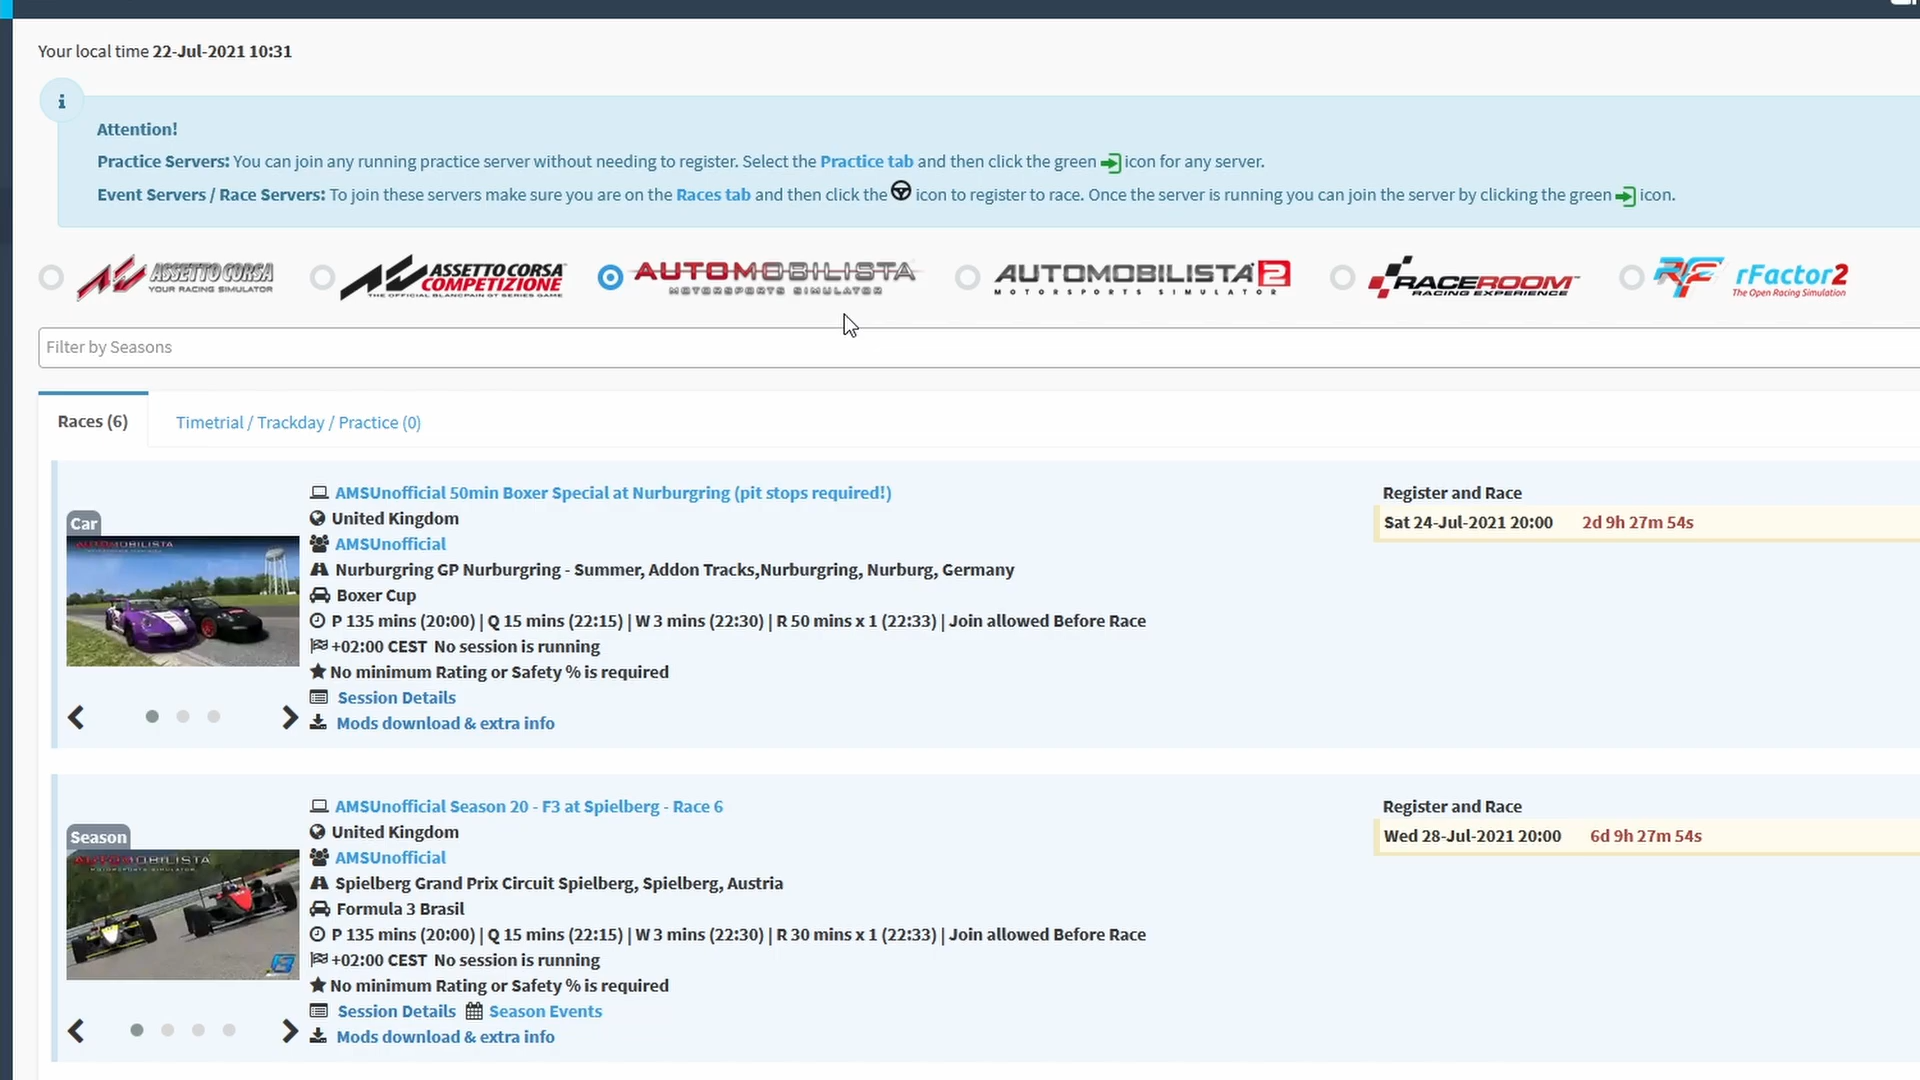 Your local time 22-Jul-2021 10:31
Attention!
Practice Servers: You can join any running practice server without needing to register. Select the Practice tab and then click the green icon for any server.
Event Servers / Race Servers: To join these servers make sure you are on the Races tab and then click the icon to register to race. Once the server is running you can join the server by clicking the green icon.
ASSETTO CORSA
YOUR RACING SIMULATOR
ASSETTO CORSA
COMPETIZIONE
THE OFFICIAL BLANCPAIN GT SERIES GAME
AUTOMOBILISTA
MOTORSPORTS SIMULATOR
AUTOMOBILISTA 2
MOTORSPORTS SIMULATOR
RACEROOM
RACING EXPERIENCE
rFactor2
The Open Racing Simulation
Filter by Seasons
Races (6)
Timetrial / Trackday / Practice (0)
Car
AUTOMOBILISTA
AMSUnofficial 50min Boxer Special at Nurburgring (pit stops required!)
United Kingdom
AMSUnofficial
Nurburgring GP Nurburgring - Summer, Addon Tracks,Nurburgring, Nurburg, Germany
Boxer Cup
P 135 mins (20:00) | Q 15 mins (22:15) | W 3 mins (22:30) | R 50 mins x 1 (22:33) | Join allowed Before Race
+02:00 CEST No session is running
No minimum Rating or Safety % is required
Session Details
Mods download & extra info
Register and Race
Sat 24-Jul-2021 20:00 2d 9h 27m 54s
Season
AUTOMOBILISTA
MOTORSPORTS SIMULATOR
F3
AMSUnofficial Season 20 - F3 at Spielberg - Race 6
United Kingdom
AMSUnofficial
Spielberg Grand Prix Circuit Spielberg, Spielberg, Austria
Formula 3 Brasil
P 135 mins (20:00) | Q 15 mins (22:15) | W 3 mins (22:30) | R 30 mins x 1 (22:33) | Join allowed Before Race
+02:00 CEST No session is running
No minimum Rating or Safety % is required
Session Details Season Events
Mods download & extra info
Register and Race
Wed 28-Jul-2021 20:00 6d 9h 27m 54s